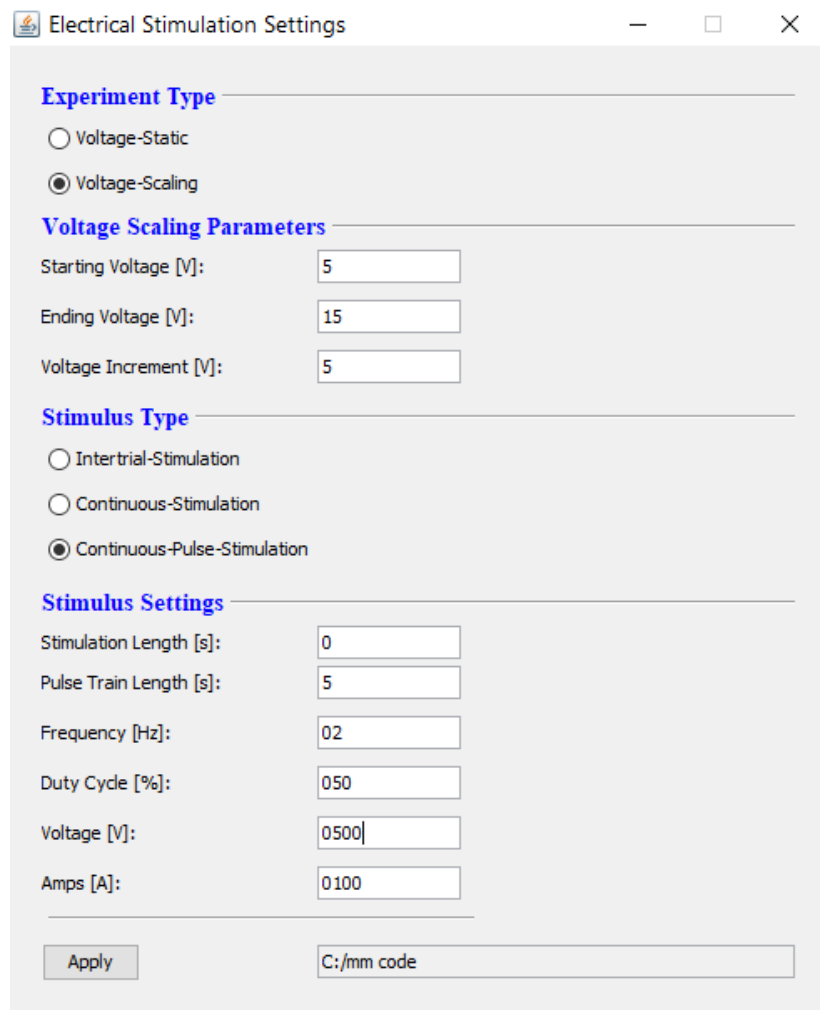 Electrical Stimulation Settings
Experiment Type
Voltage-Static
Voltage-Scaling
Voltage Scaling Parameters
Starting Voltage [V]: 5
Ending Voltage [V]: 15
Voltage Increment [V]: 5
Stimulus Type
Intertrial-Stimulation
Continuous-Stimulation
Continuous-Pulse-Stimulation
Stimulus Settings
Stimulation Length [s]: 0
Pulse Train Length [s]: 5
Frequency [Hz]: 02
Duty Cycle [%]: 050
Voltage [V]: 0500
Amps [A]: 0100
Apply C:/mm code